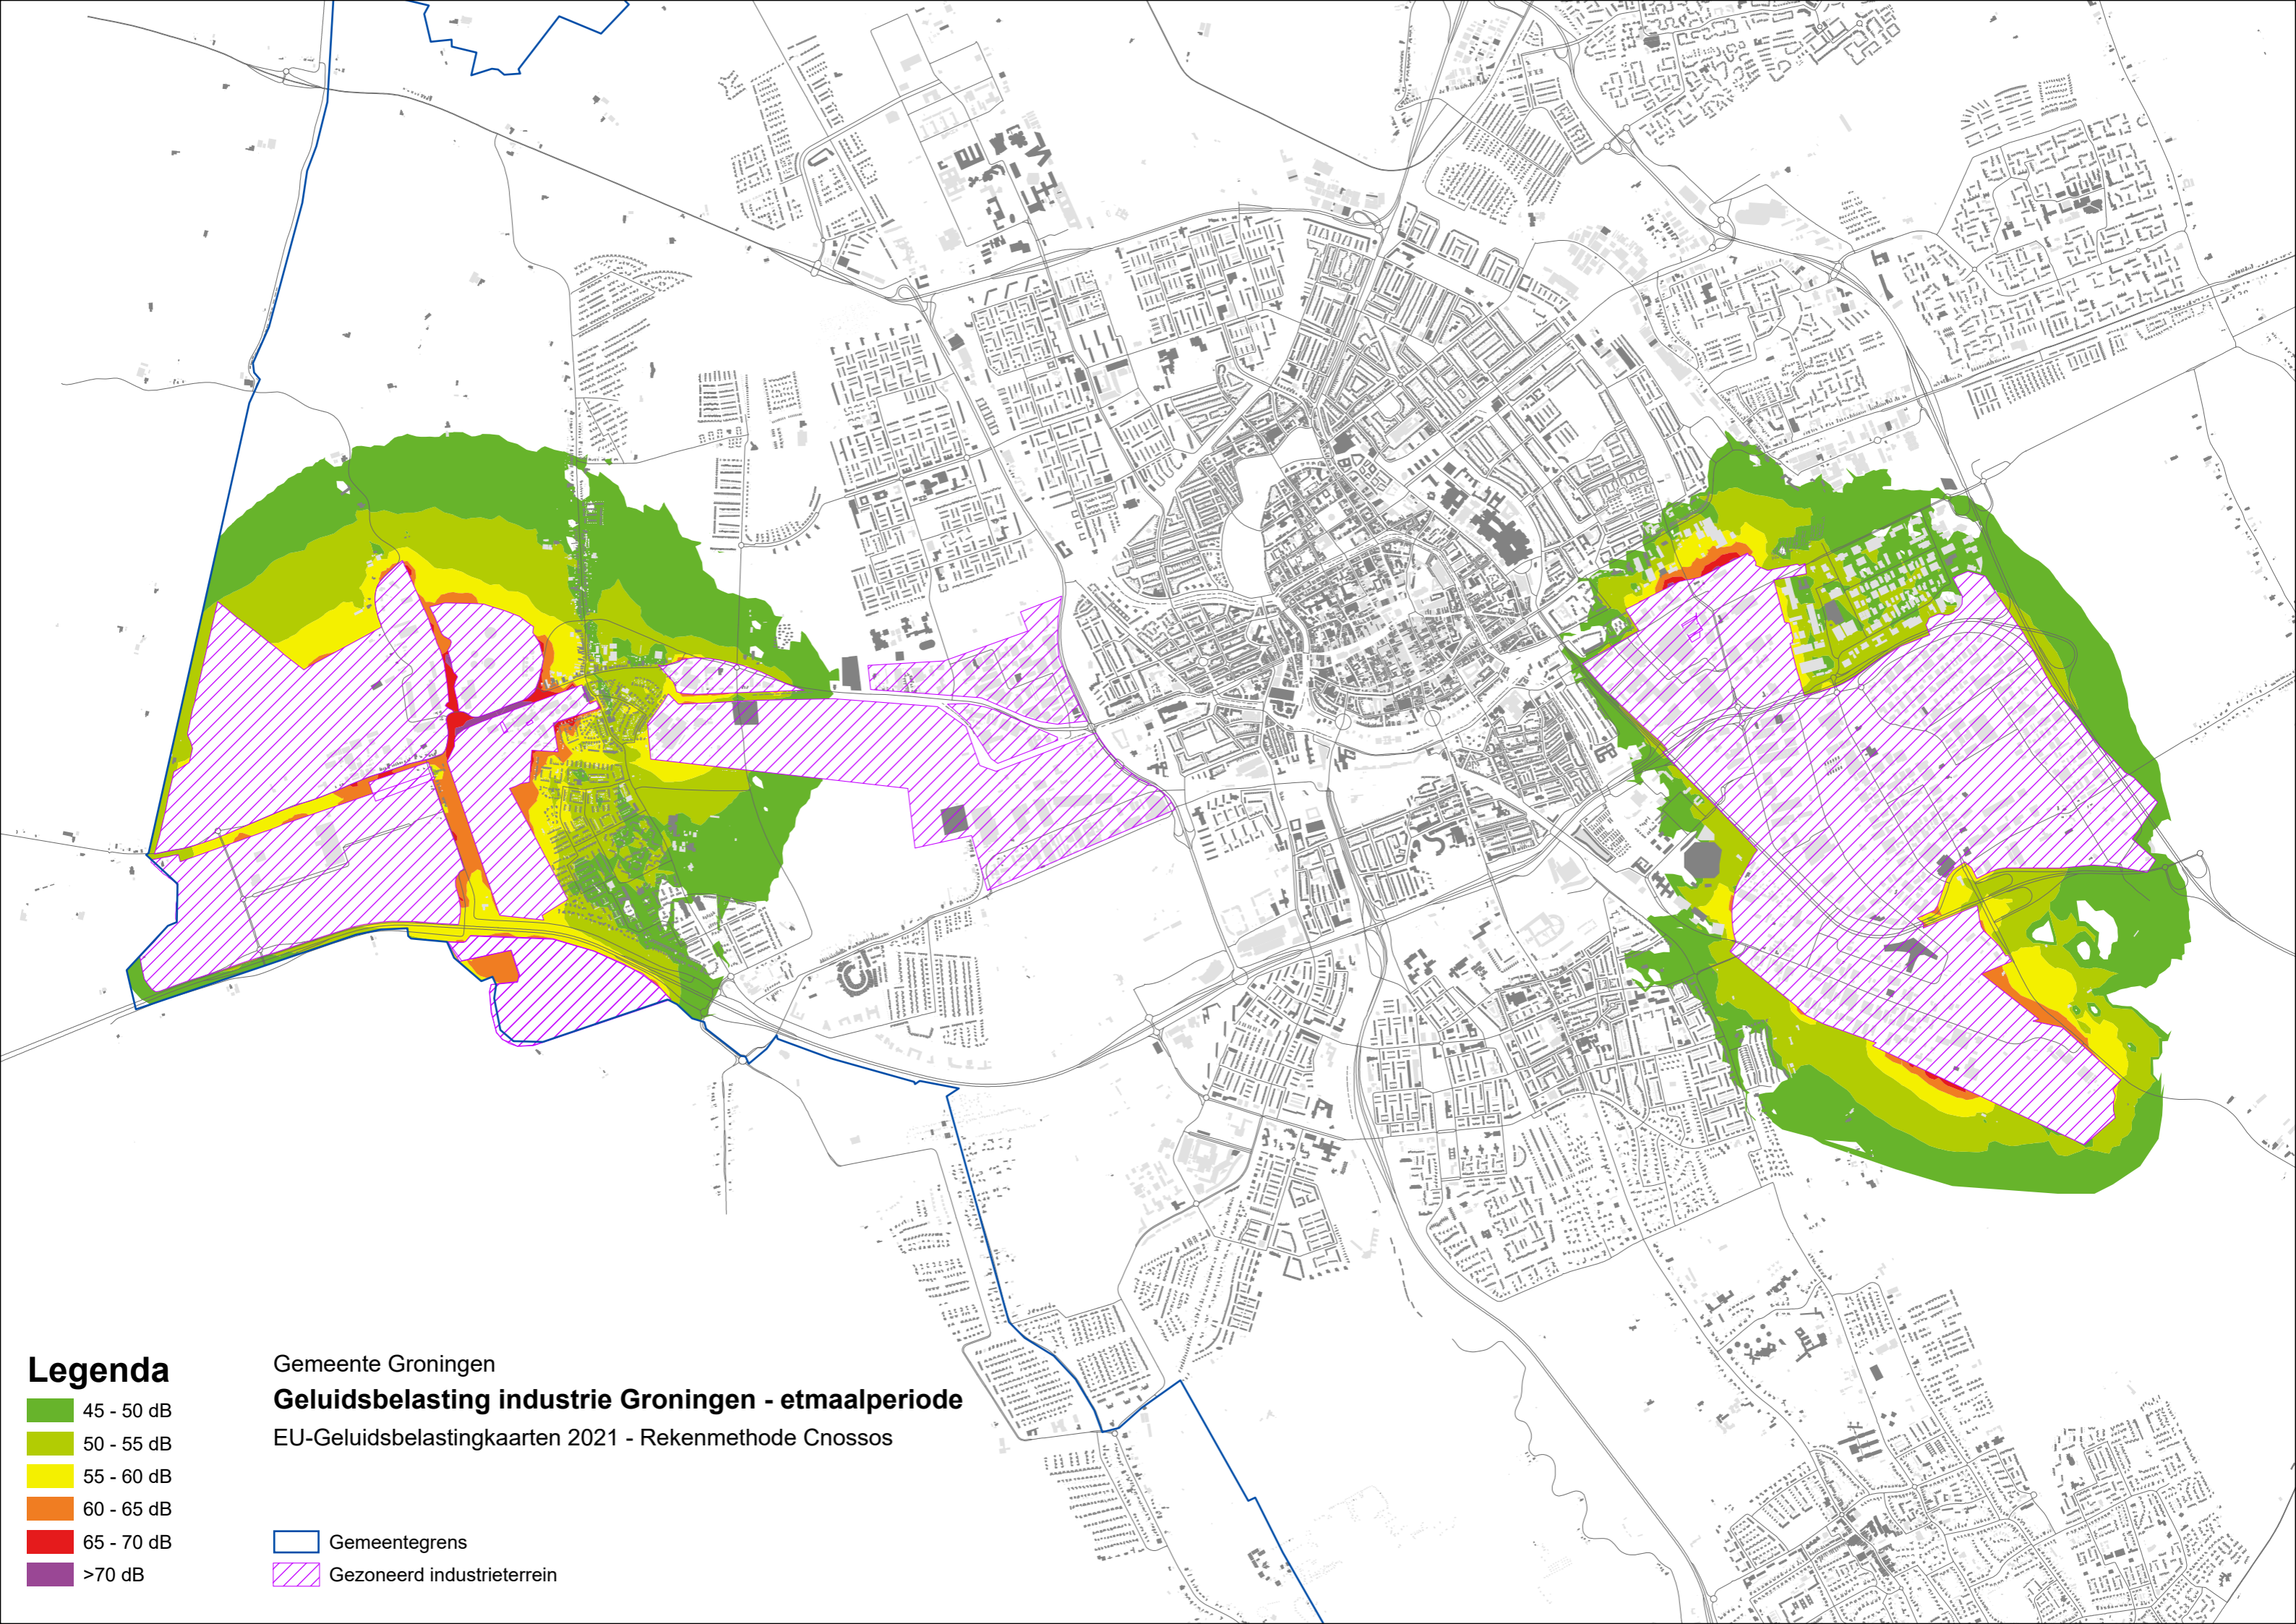 Legenda
45 - 50 dB
50 - 55 dB
55 - 60 dB
60 - 65 dB
65 - 70 dB
>70 dB
Gemeente Groningen
Geluidsbelasting industrie Groningen - etmaalperiode
EU-Geluidsbelastingkaarten 2021 - Rekenmethode Cnossos
Gemeentegrens
Gezoneerd industrieterrein